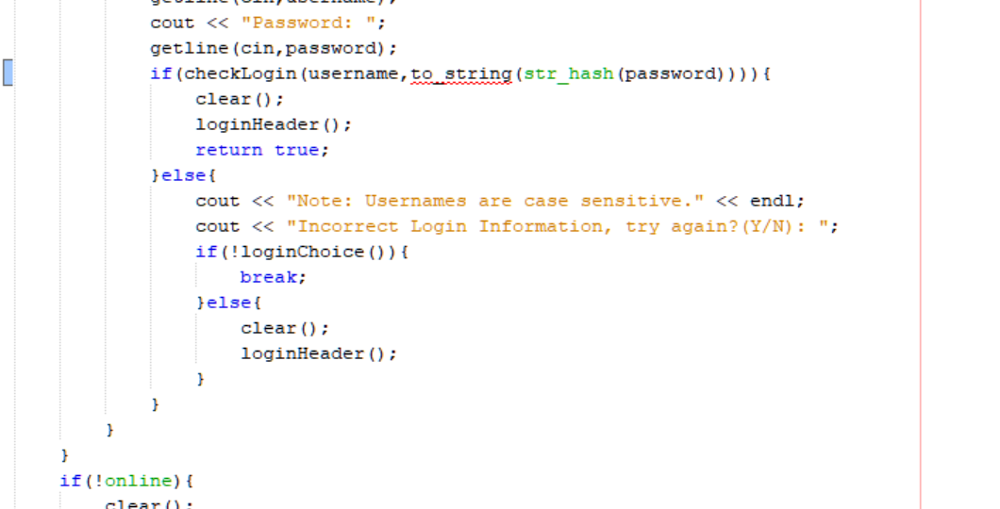 getline(cin,username);
cout << "Password: ";
getline(cin,password);
if(checkLogin(username,to_string(str_hash(password)))){
clear();
loginHeader();
return true;
}else{
cout << "Note: Usernames are case sensitive." << endl;
cout << "Incorrect Login Information, try again?(Y/N): ";
if(!loginChoice()){
break;
}else{
clear();
loginHeader();
}
}
}
}
if(!online){
clear();